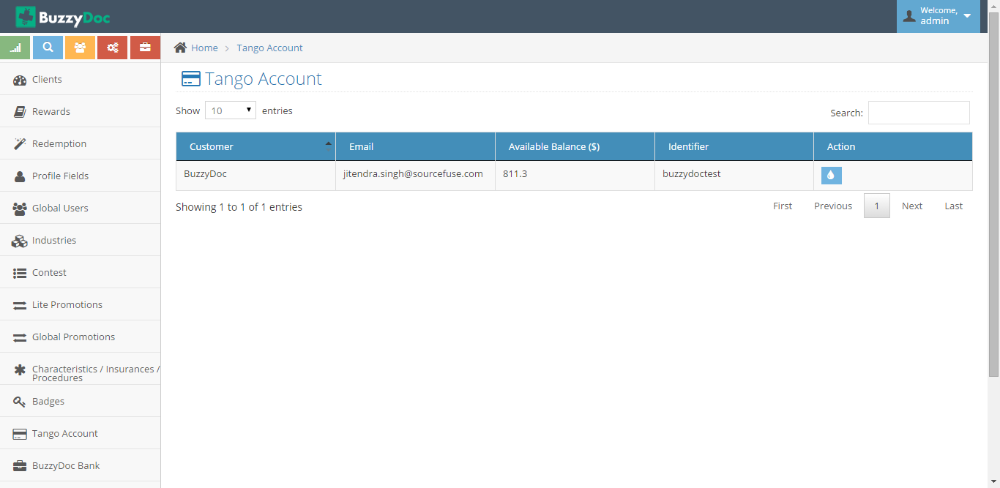 BuzzyDoc
Welcome,
admin
Home
Tango Account
Clients
Rewards
Redemption
Profile Fields
Global Users
Industries
Contest
Lite Promotions
Global Promotions
Characteristics / Insurances /
Procedures
Badges
Tango Account
BuzzyDoc Bank
Tango Account
Show 10 entries
Search:
Customer Email Available Balance ($) Identifier Action
BuzzyDoc jitendra.singh@sourcefuse.com 811.3 buzzydoctest
Showing 1 to 1 of 1 entries
First Previous 1 Next Last